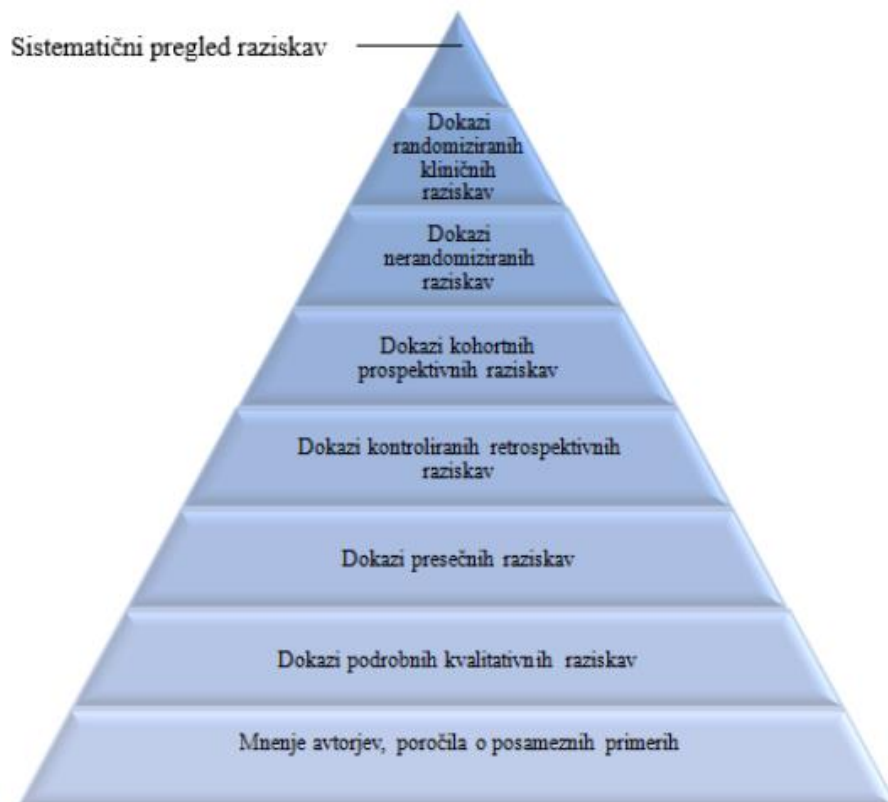 Sistematični pregled raziskav
Dokazi
randomiziranih
kliničnih
raziskav
Dokazi
nerandomiziranih
raziskav
Dokazi kohortnih
prospektivnih raziskav
Dokazi kontroliranih retrospektivnih
raziskav
Dokazi presečnih raziskav
Dokazi podrobnih kvalitativnih raziskav
Mnenje avtorjev, poročila o posameznih primerih